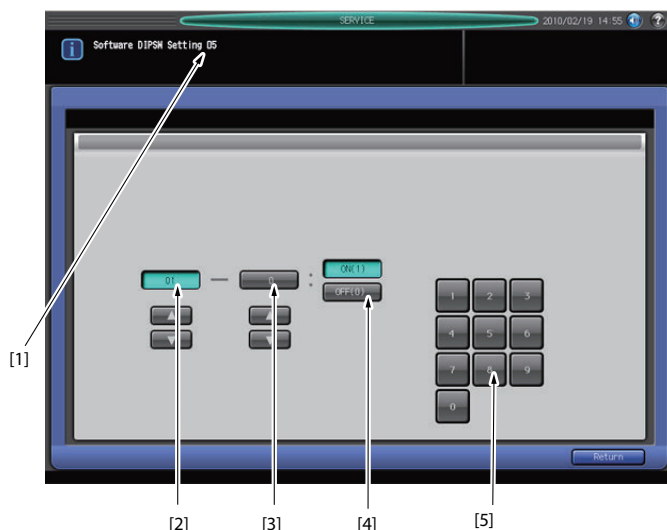 SERVICE
2010/02/19 14:55
?
i
Software DIPSW Setting 05
01 — 0 : ON(1)
OFF(0)
▲ ▲
▼ ▼
1 2 3
4 5 6
7 8 9
0
Return
[1]
[2] [3] [4] [5]